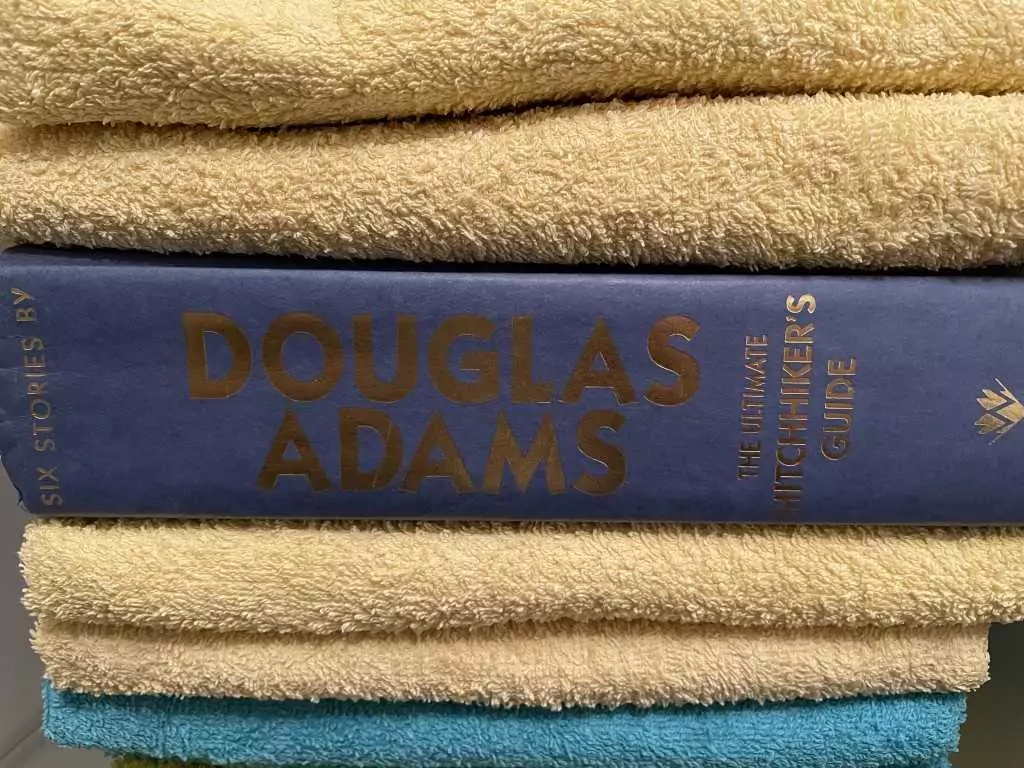 SIX STORIES BY
DOUGLAS
ADAMS
THE ULTIMATE
HITCHHIKER'S
GUIDE